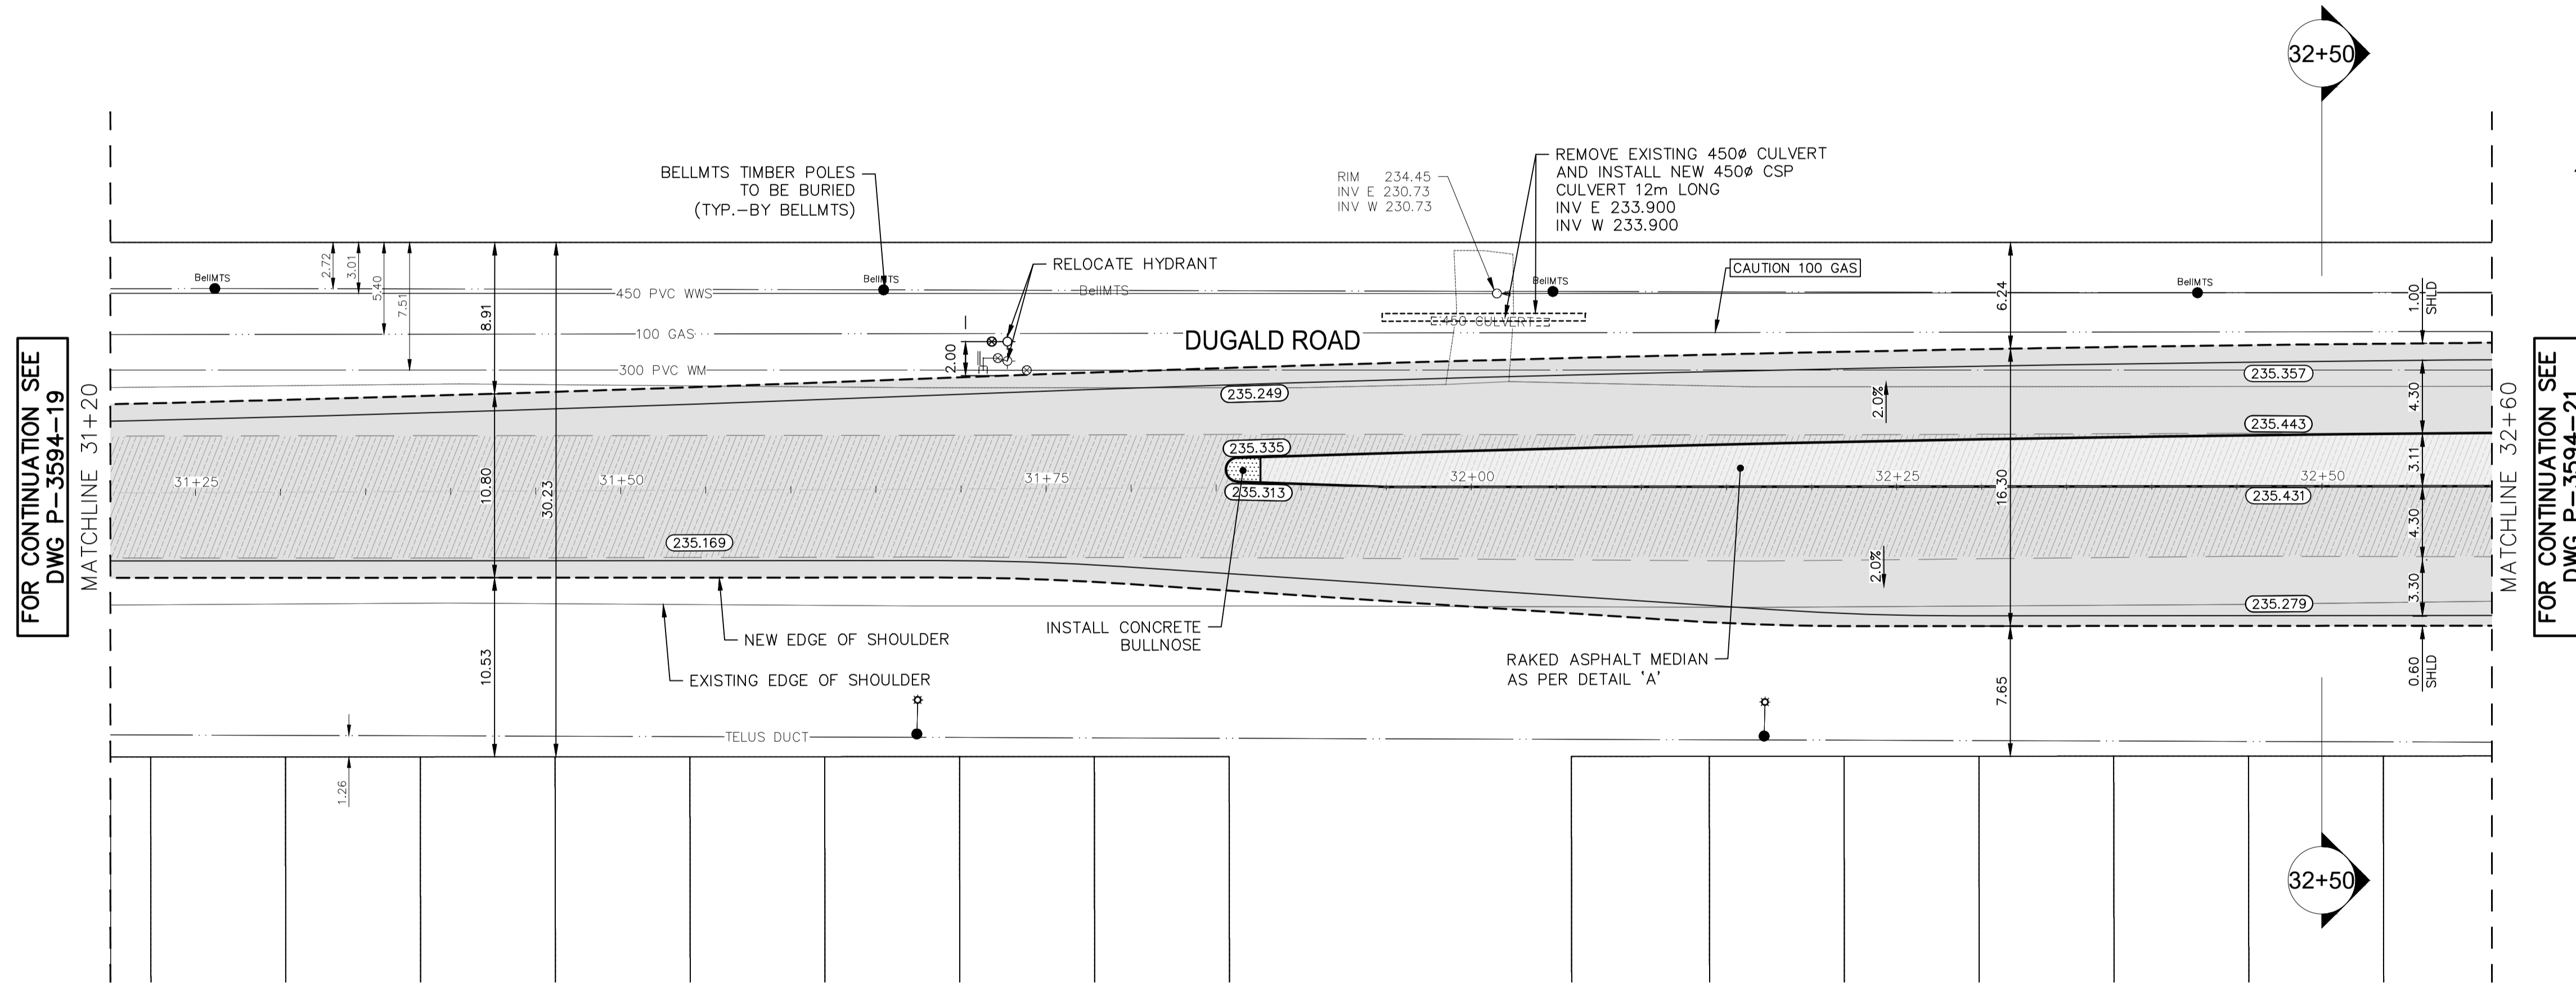 32+50
REMOVE EXISTING 450ø CULVERT
AND INSTALL NEW 450ø CSP
CULVERT 12m LONG
INV E 233.900
INV W 233.900
BELLMTS TIMBER POLES
TO BE BURIED
(TYP.–BY BELLMTS)
RIM 234.45
INV E 230.73
INV W 230.73
RELOCATE HYDRANT
CAUTION 100 GAS
2.72
3.01
5.40
7.51
8.91
6.24
1.00
SHLD
BellMTS
BellMTS
BellMTS
BellMTS
450 PVC WWS
BellMTS
100 GAS
E.450 CULVERT
DUGALD ROAD
2.00
300 PVC WM
FOR CONTINUATION SEE
DWG P–3594–19
MATCHLINE 31+20
235.249
2.0%
235.357
4.30
235.443
235.335
3.11
31+25
31+50
31+75
32+00
32+25
32+50
10.80
30.23
16.30
235.313
235.431
4.30
235.169
2.0%
3.30
235.279
MATCHLINE 32+60
FOR CONTINUATION SEE
DWG P–3594–21
INSTALL CONCRETE
BULLNOSE
NEW EDGE OF SHOULDER
EXISTING EDGE OF SHOULDER
RAKED ASPHALT MEDIAN
AS PER DETAIL 'A'
10.53
7.65
0.60
SHLD
TELUS DUCT
1.26
32+50